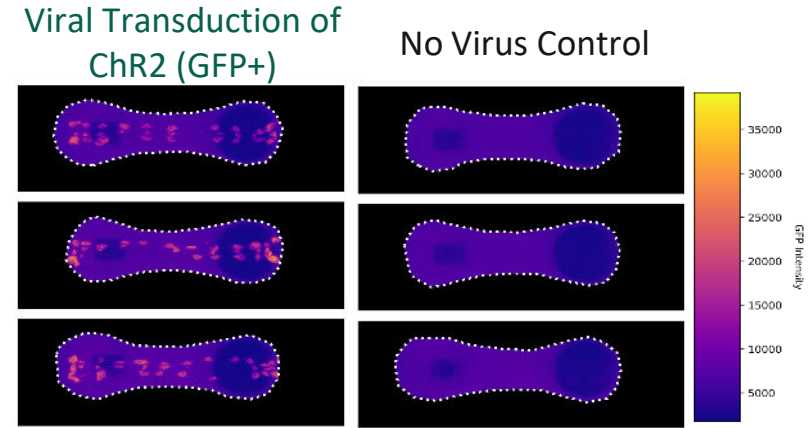 Viral Transduction of
ChR2 (GFP+)
No Virus Control
35000
30000
25000
20000
15000
10000
5000
GFP Intensity